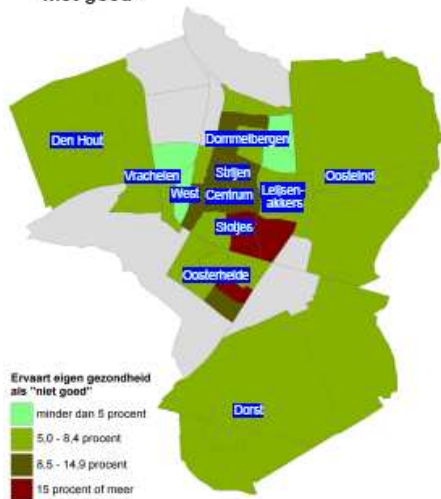 "niet goed"
Den Hout
Dommelbergen
Vrachelen
Strijen
Oosteind
West
Centrum
Leijsen-
akkers
Slotjes
Oosterheide
Dorst
Ervaart eigen gezondheid
als "niet goed"
minder dan 5 procent
5,0 - 8,4 procent
8,5 - 14,9 procent
15 procent of meer